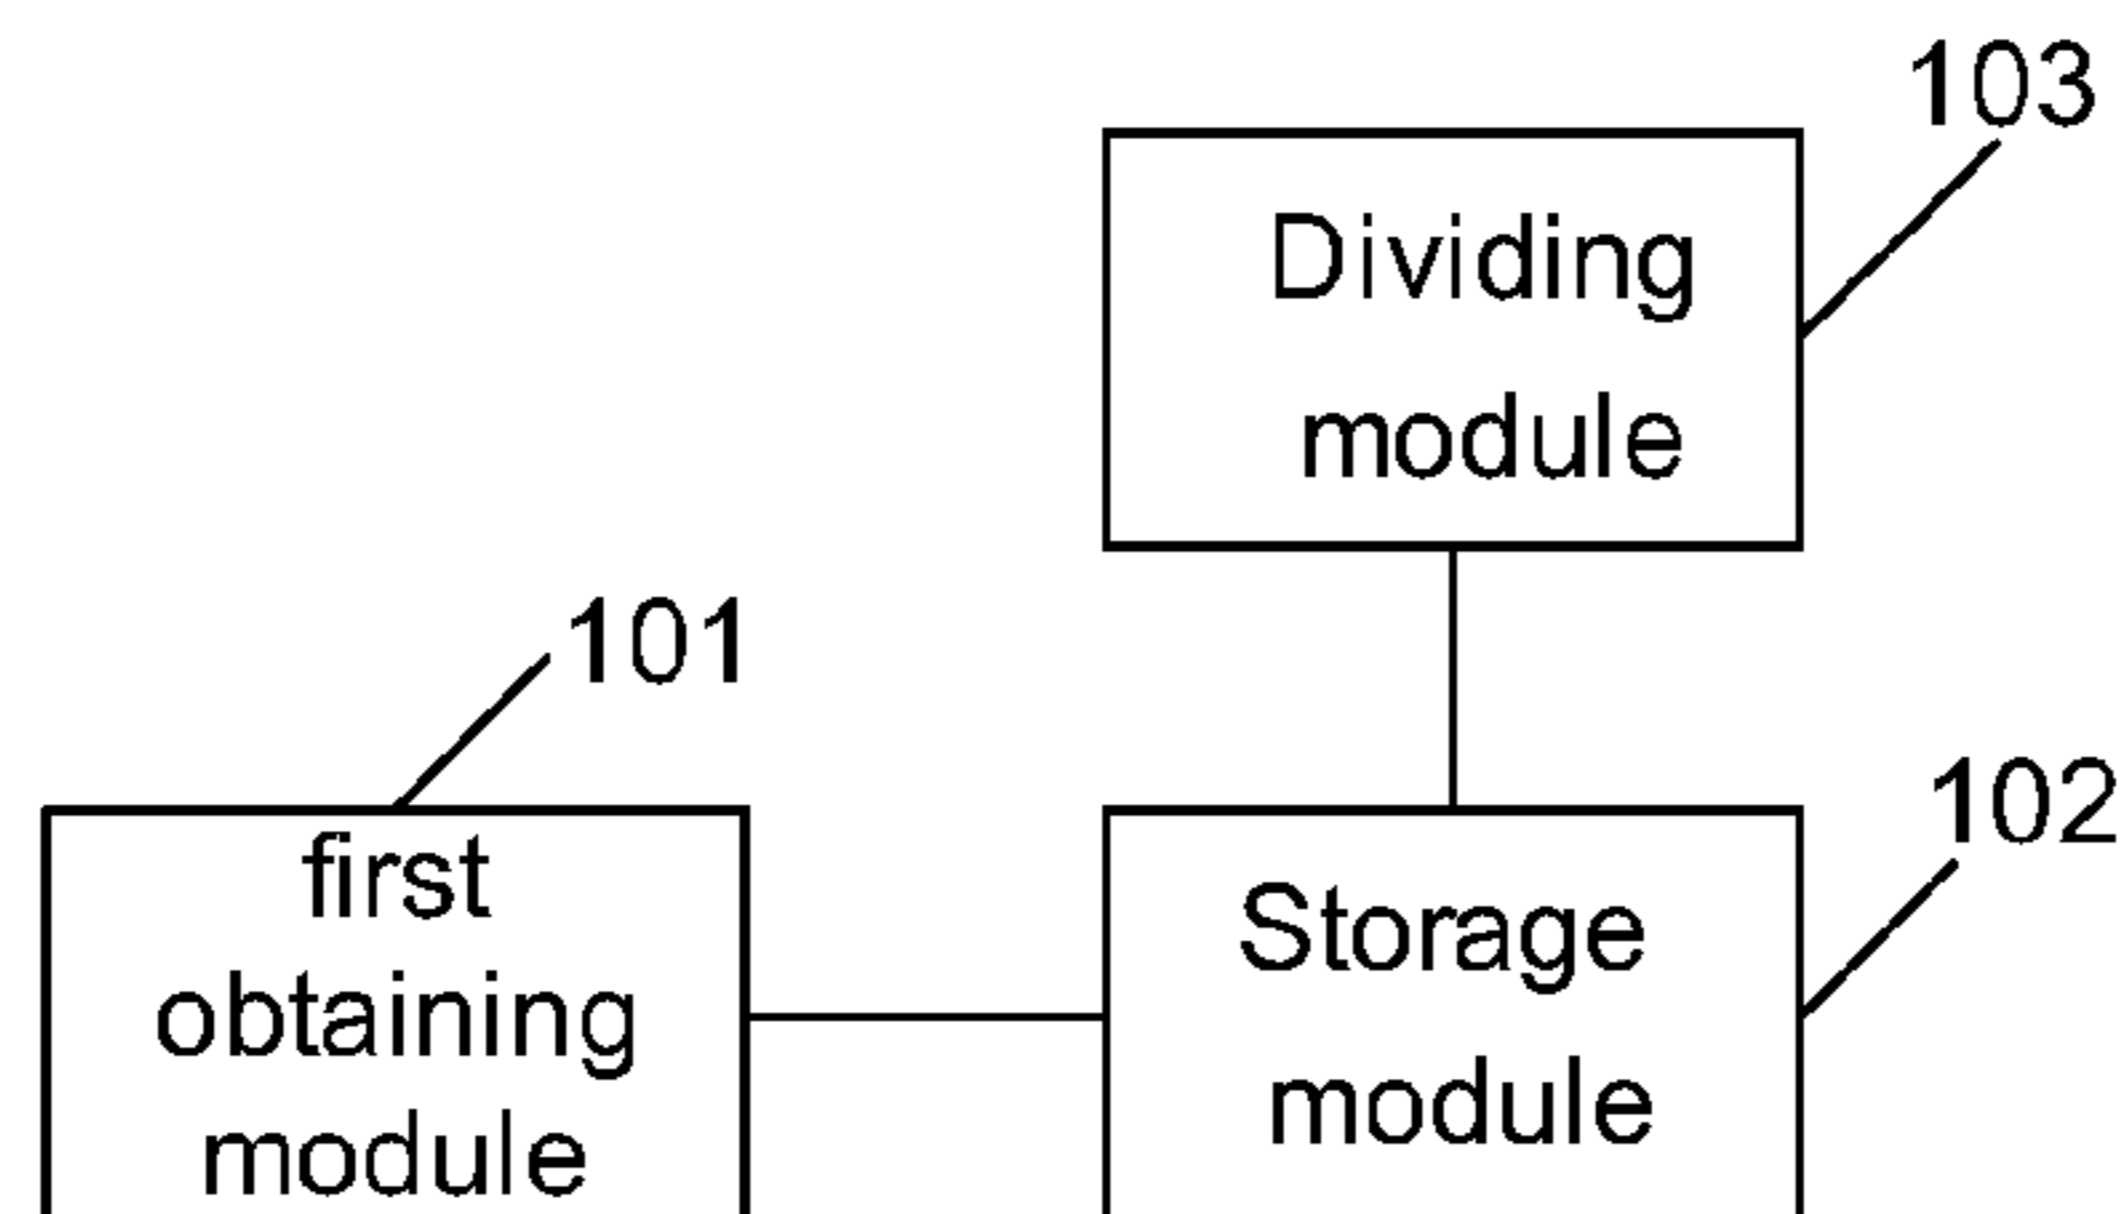 103
Dividing
module
101
102
first
obtaining
module
Storage
module